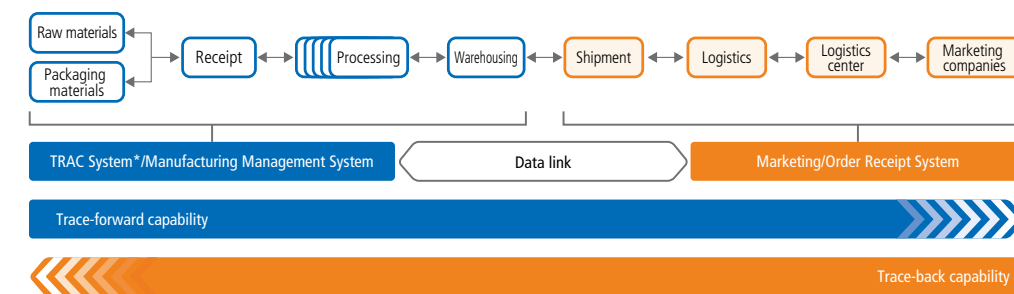 Raw materials
Packaging
materials
Receipt
Processing
Warehousing
Shipment
Logistics
Logistics
center
Marketing
companies
TRAC System*/Manufacturing Management System
Data link
Marketing/Order Receipt System
Trace-forward capability
Trace-back capability